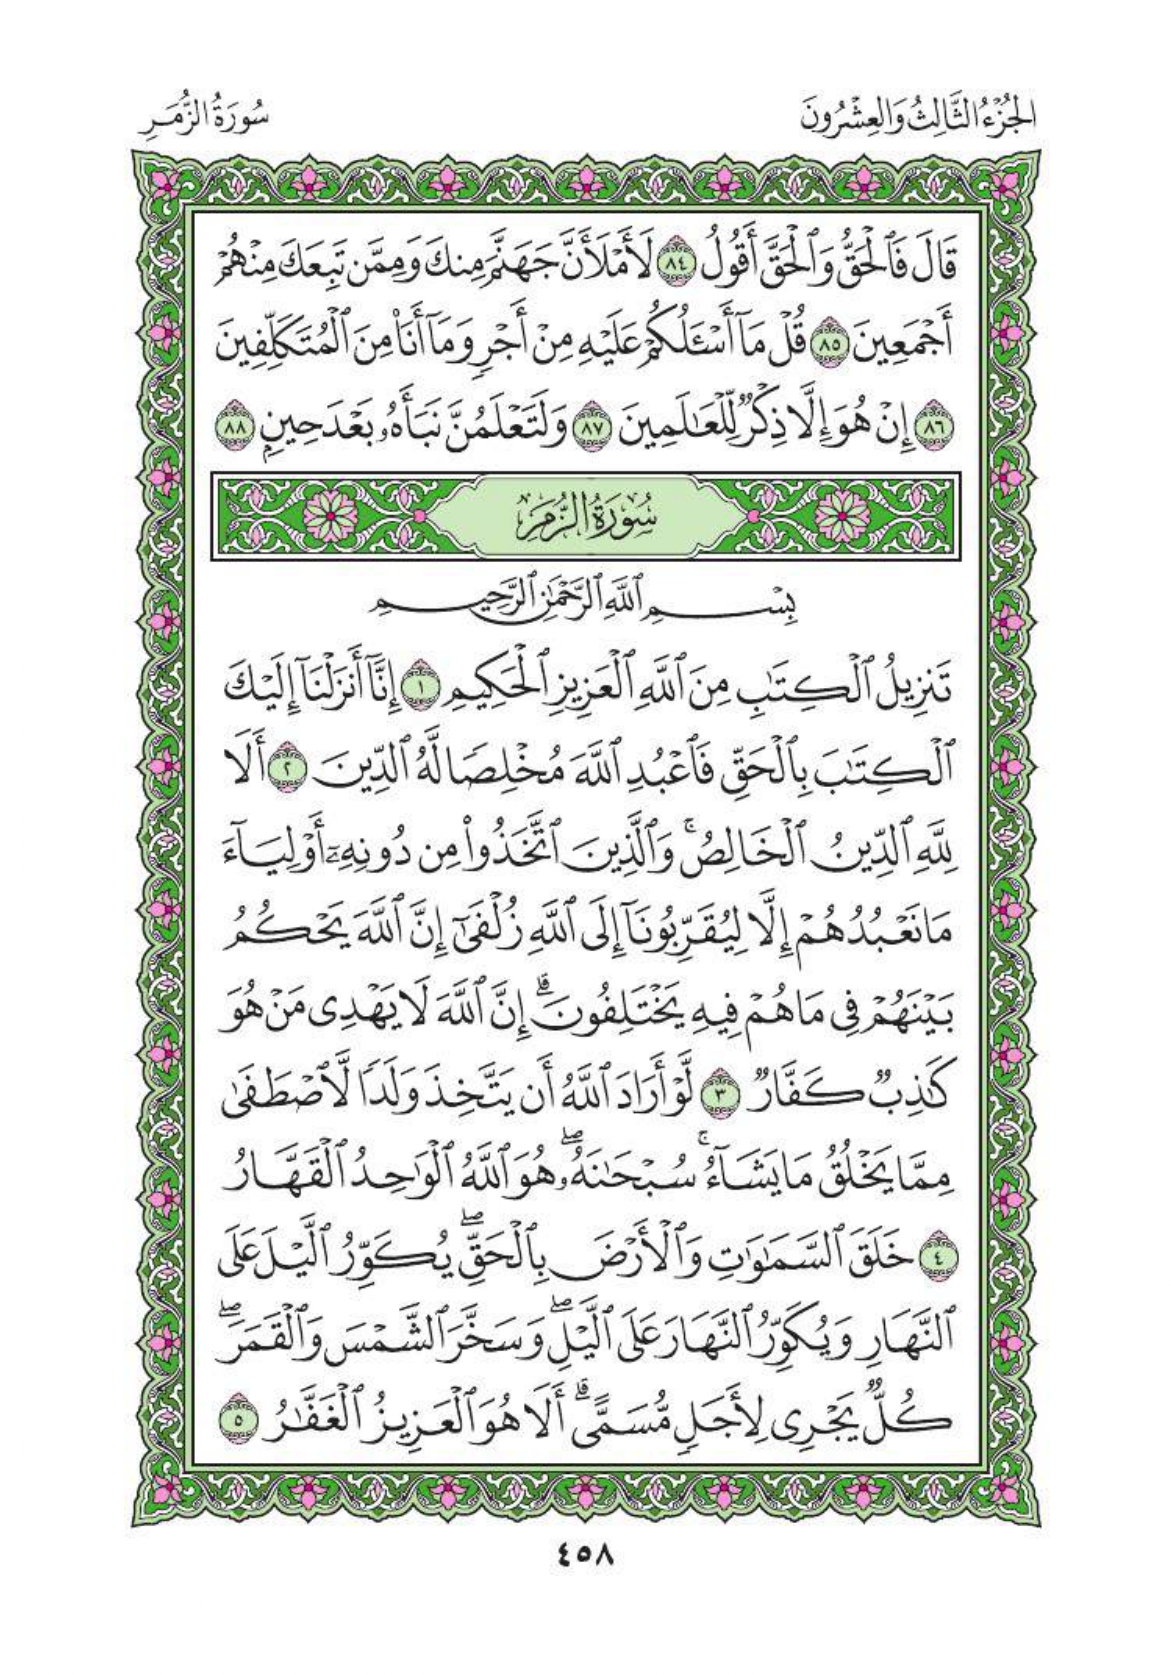 الجُزْءُ الثَّالِثُ وَالعِشْرُونَ
سُورَةُ الزُّمَرِ
قَالَ فَٱلْحَقُّ وَٱلْحَقَّ أَقُولُ ٨٤ لَأَمْلَأَنَّ جَهَنَّمَ مِنكَ وَمِمَّن تَبِعَكَ مِنْهُمْ
أَجْمَعِينَ ٨٥ قُلْ مَآ أَسْـَٔلُكُمْ عَلَيْهِ مِنْ أَجْرٍ وَمَآ أَنَا۠ مِنَ ٱلْمُتَكَلِّفِينَ
٨٦ إِنْ هُوَ إِلَّا ذِكْرٌ لِّلْعَـٰلَمِينَ ٨٧ وَلَتَعْلَمُنَّ نَبَأَهُۥ بَعْدَ حِينٍۭ ٨٨
سُورَةُ الزُّمَرِ
بِسْمِ ٱللَّهِ ٱلرَّحْمَـٰنِ ٱلرَّحِيمِ
تَنزِيلُ ٱلْكِتَـٰبِ مِنَ ٱللَّهِ ٱلْعَزِيزِ ٱلْحَكِيمِ ١ إِنَّآ أَنزَلْنَآ إِلَيْكَ
ٱلْكِتَـٰبَ بِٱلْحَقِّ فَٱعْبُدِ ٱللَّهَ مُخْلِصًا لَّهُ ٱلدِّينَ ٢ أَلَا
لِلَّهِ ٱلدِّينُ ٱلْخَالِصُ ۚ وَٱلَّذِينَ ٱتَّخَذُوا۟ مِن دُونِهِۦٓ أَوْلِيَآءَ
مَا نَعْبُدُهُمْ إِلَّا لِيُقَرِّبُونَآ إِلَى ٱللَّهِ زُلْفَىٰٓ إِنَّ ٱللَّهَ يَحْكُمُ
بَيْنَهُمْ فِى مَا هُمْ فِيهِ يَخْتَلِفُونَ ۗ إِنَّ ٱللَّهَ لَا يَهْدِى مَنْ هُوَ
كَـٰذِبٌ كَفَّارٌ ٣ لَّوْ أَرَادَ ٱللَّهُ أَن يَتَّخِذَ وَلَدًا لَّٱصْطَفَىٰ
مِمَّا يَخْلُقُ مَا يَشَآءُ ۚ سُبْحَـٰنَهُۥ ۖ هُوَ ٱللَّهُ ٱلْوَٰحِدُ ٱلْقَهَّارُ
٤ خَلَقَ ٱلسَّمَـٰوَٰتِ وَٱلْأَرْضَ بِٱلْحَقِّ ۖ يُكَوِّرُ ٱلَّيْلَ عَلَى
ٱلنَّهَارِ وَيُكَوِّرُ ٱلنَّهَارَ عَلَى ٱلَّيْلِ ۖ وَسَخَّرَ ٱلشَّمْسَ وَٱلْقَمَرَ ۖ
كُلٌّ يَجْرِى لِأَجَلٍ مُّسَمًّى ۗ أَلَا هُوَ ٱلْعَزِيزُ ٱلْغَفَّـٰرُ ٥
٤٥٨